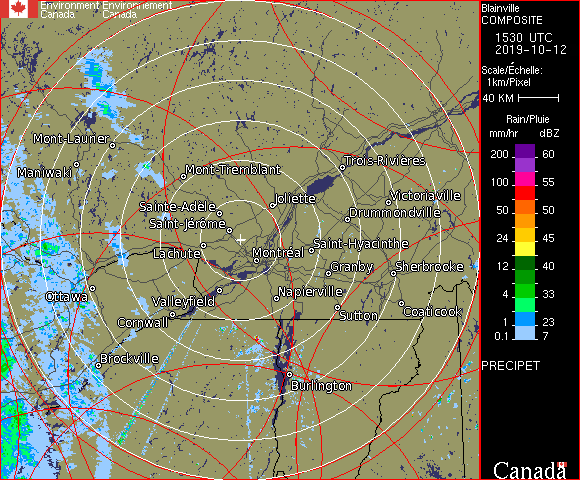 Environment Environnement
Canada Canada
Blainville
COMPOSITE
1530 UTC
2019-10-12
Scale/Échelle:
1km/Pixel
40 KM
Rain/Pluie
mm/hr dBZ
200 60
100 55
50 50
24 45
12 40
4 33
1 23
0.1 7
PRECIPET
Canada
Mont-Laurier
Maniwaki
Mont-Tremblant
Trois-Rivières
Sainte-Adèle
Joliette
Victoriaville
Saint-Jérôme
Drummondville
Lachute
Montréal
Saint-Hyacinthe
Granby
Sherbrooke
Ottawa
Valleyfield
Napierville
Cornwall
Sutton
Coaticook
Brockville
Burlington